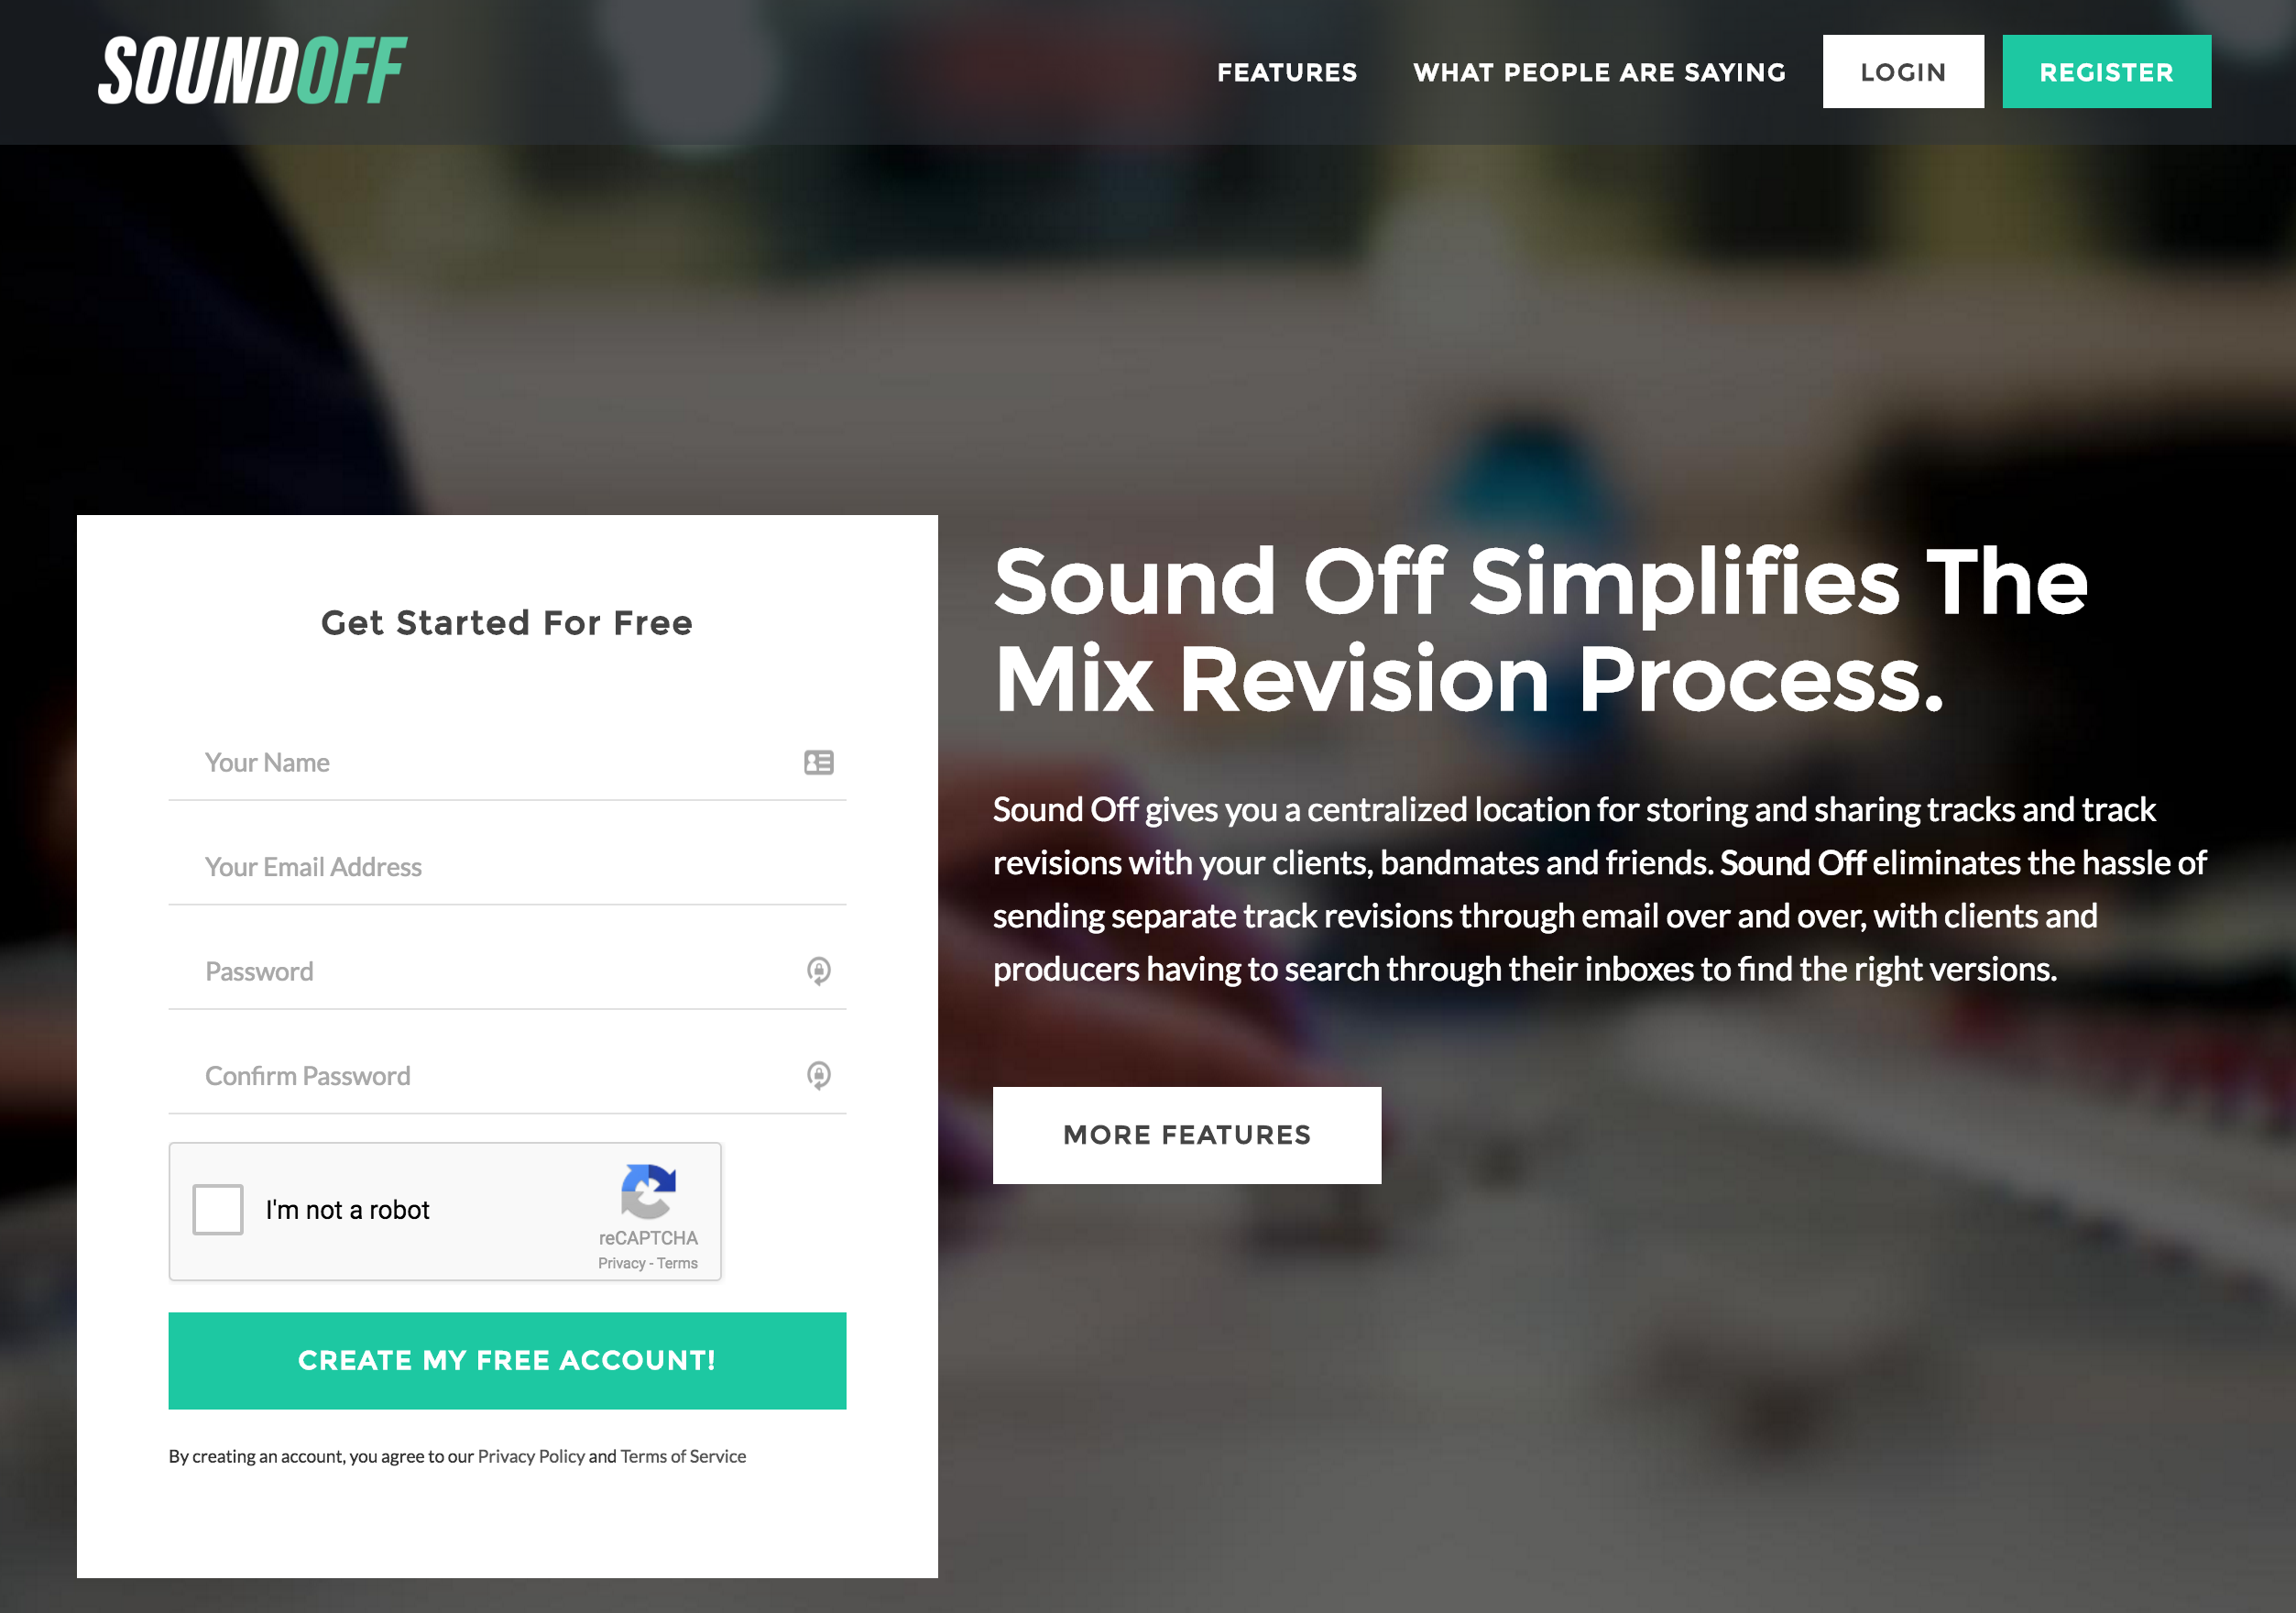 SOUNDOFF
FEATURES
WHAT PEOPLE ARE SAYING
LOGIN
REGISTER
Get Started For Free
Your Name
Your Email Address
Password
Confirm Password
I'm not a robot
reCAPTCHA
Privacy - Terms
CREATE MY FREE ACCOUNT!
By creating an account, you agree to our Privacy Policy and Terms of Service
Sound Off Simplifies The
Mix Revision Process.
Sound Off gives you a centralized location for storing and sharing tracks and track
revisions with your clients, bandmates and friends. Sound Off eliminates the hassle of
sending separate track revisions through email over and over, with clients and
producers having to search through their inboxes to find the right versions.
MORE FEATURES